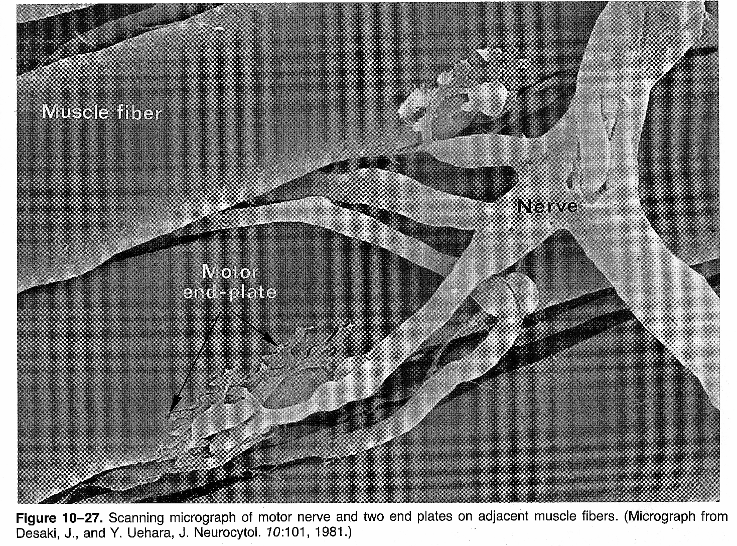 Muscle fiber
Nerve
Motor
end-plate
Figure 10–27. Scanning micrograph of motor nerve and two end plates on adjacent muscle fibers. (Micrograph from
Desaki, J., and Y. Uehara, J. Neurocytol. 10:101, 1981.)